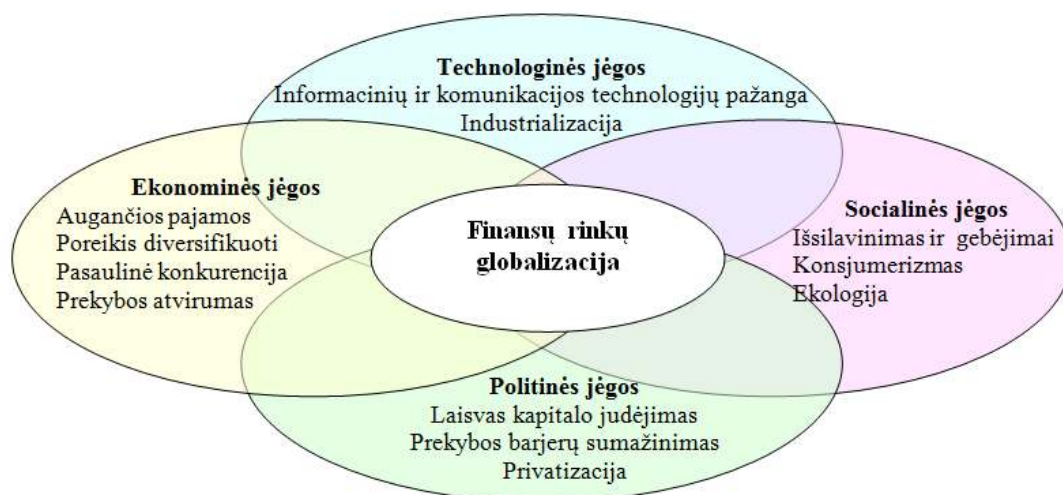 Technologinės jėgos
Informacinių ir komunikacijos technologijų pažanga
Industrializacija
Ekonominės jėgos
Augančios pajamos
Poreikis diversifikuoti
Pasaulinė konkurencija
Prekybos atvirumas
Finansų rinkų
globalizacija
Socialinės jėgos
Išsilavinimas ir gebėjimai
Konsjumerizmas
Ekologija
Politinės jėgos
Laisvas kapitalo judėjimas
Prekybos barjerų sumažinimas
Privatizacija